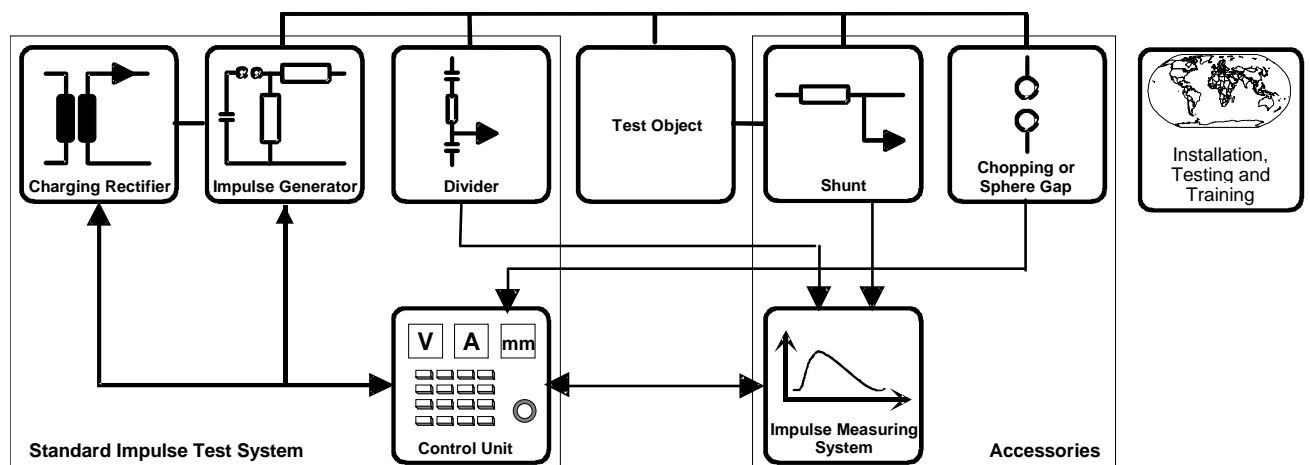 Charging Rectifier
Impulse Generator
Divider
Test Object
Shunt
Chopping or
Sphere Gap
Installation,
Testing and
Training
V
A
mm
Control Unit
Impulse Measuring
System
Standard Impulse Test System
Accessories